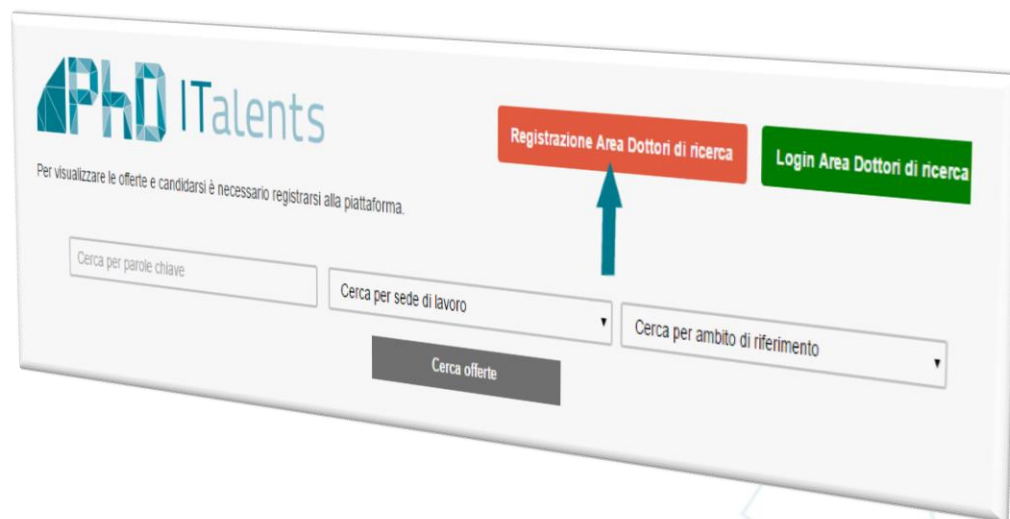 PhD ITalents
Registrazione Area Dottori di ricerca
Login Area Dottori di ricerca
Per visualizzare le offerte e candidarsi è necessario registrarsi alla piattaforma.
Cerca per parole chiave
Cerca per sede di lavoro
Cerca per ambito di riferimento
Cerca offerte